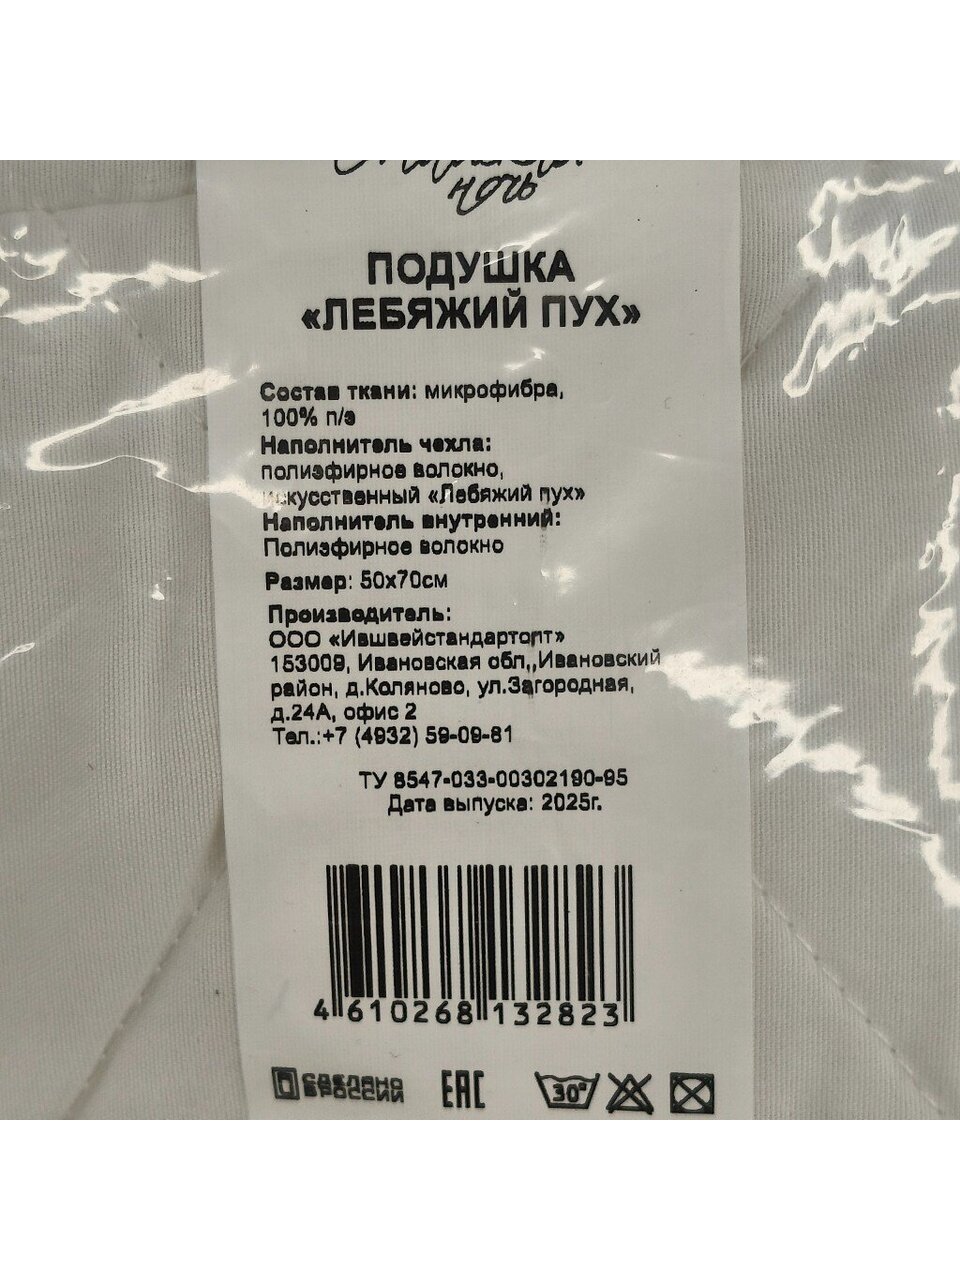 ночь
ПОДУШКА
«ЛЕБЯЖИЙ ПУХ»
Состав ткани: микрофибра,
100% п/э
Наполнитель чехла:
полиэфирное волокно,
искусственный «Лебяжий пух»
Наполнитель внутренний:
Полиэфирное волокно
Размер: 50х70см
Производитель:
ООО «Ившвейстандартопт»
153009, Ивановская обл,,Ивановский
район, д.Коляново, ул.Загородная,
д.24А, офис 2
Тел.:+7 (4932) 59-09-81
ТУ 8547-033-00302190-95
Дата выпуска: 2025г.
4 610268 132823
СДЕЛАНО
В РОССИИ
ЕАС
30°